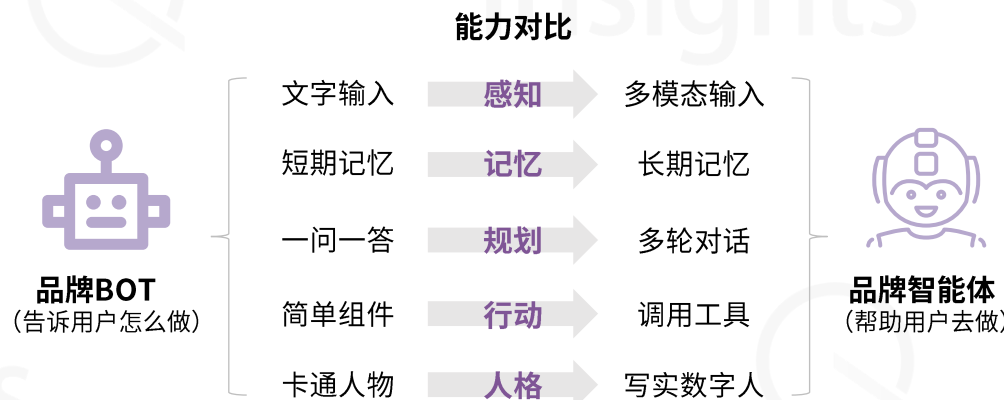 能力对比
文字输入 感知 多模态输入
短期记忆 记忆 长期记忆
一问一答 规划 多轮对话
简单组件 行动 调用工具
卡通人物 人格 写实数字人
品牌BOT
（告诉用户怎么做）
品牌智能体
（帮助用户去做）
insights